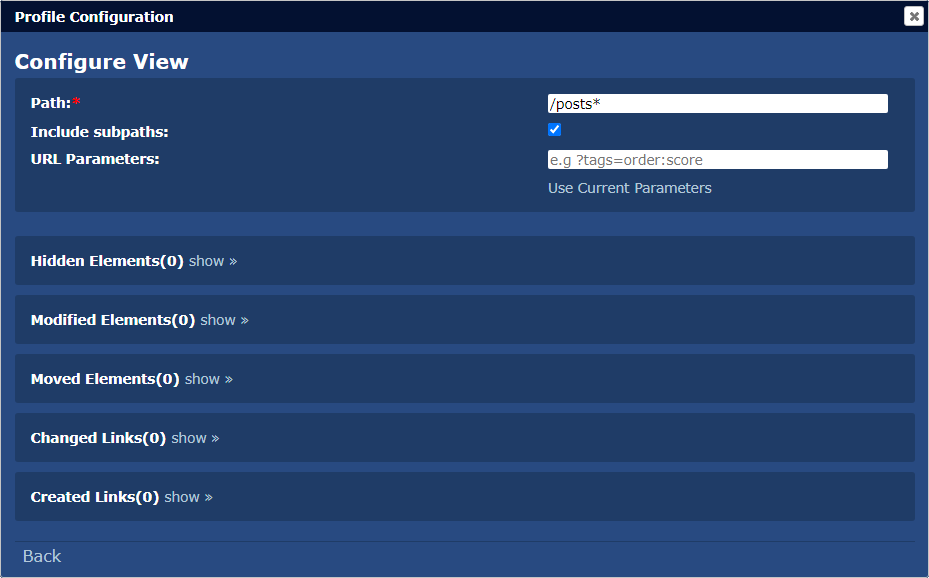 Profile Configuration
Configure View
Path:* /posts*
Include subpaths:
URL Parameters: e.g ?tags=order:score
Use Current Parameters
Hidden Elements(0) show »
Modified Elements(0) show »
Moved Elements(0) show »
Changed Links(0) show »
Created Links(0) show »
Back